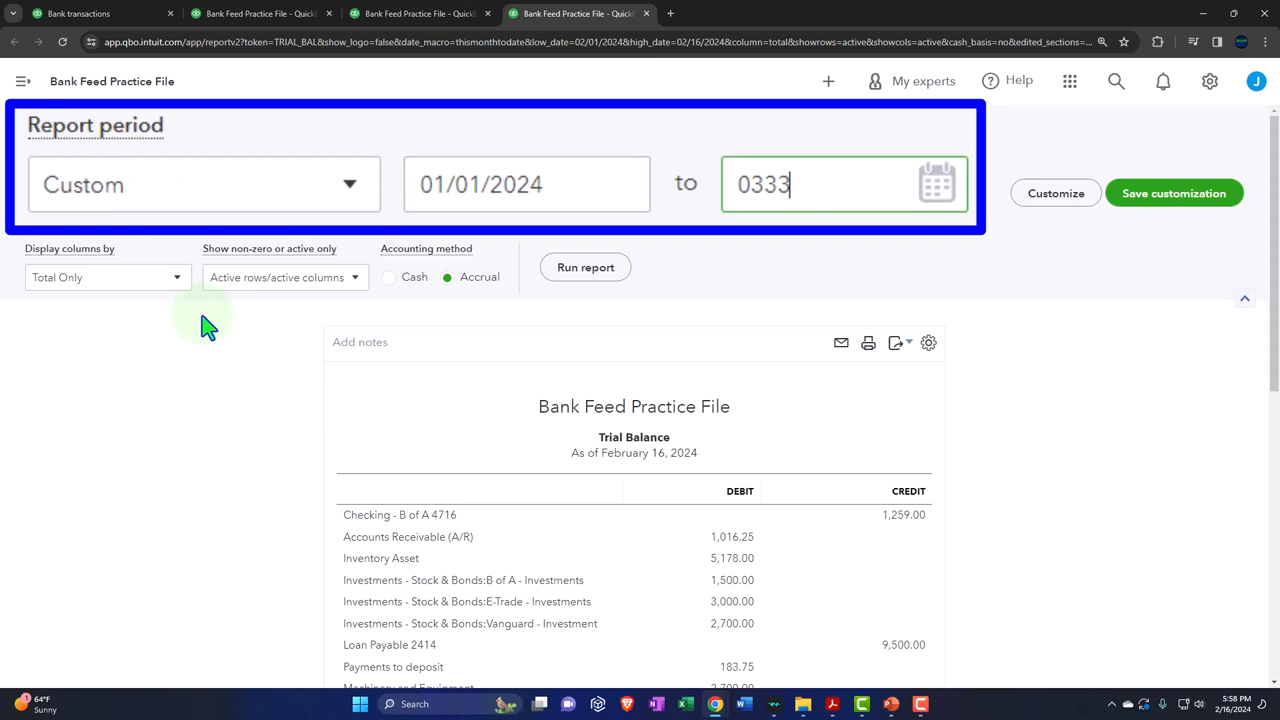 Bank transactions
Bank Feed Practice File - Quick
Bank Feed Practice File - Quick
Bank Feed Practice File - Quick
qbo.intuit.com/app/reportv2?token=TRIAL_BAL&show_logo=false&date_macro=thismonthtodate&low_date=02/01/2024&high_date=02/16/2024&column=total&showrows=active&showcols=active&cash_basis=no&edited_sections=...
Bank Feed Practice File
My experts
Help
J
Report period
Custom
01/01/2024
to
0333
Customize
Save customization
Display columns by
Show non-zero or active only
Accounting method
Total Only
Active rows/active columns
Cash
Accrual
Run report
Add notes
Bank Feed Practice File
Trial Balance
As of February 16, 2024
DEBIT CREDIT
Checking - B of A 4716 1,259.00
Accounts Receivable (A/R) 1,016.25
Inventory Asset 5,178.00
Investments - Stock & Bonds:B of A - Investments 1,500.00
Investments - Stock & Bonds:E-Trade - Investments 3,000.00
Investments - Stock & Bonds:Vanguard - Investment 2,700.00
Loan Payable 2414 9,500.00
Payments to deposit 183.75
Machinery and Equipment
64°F
Sunny
Search
5:58 PM
2/16/2024